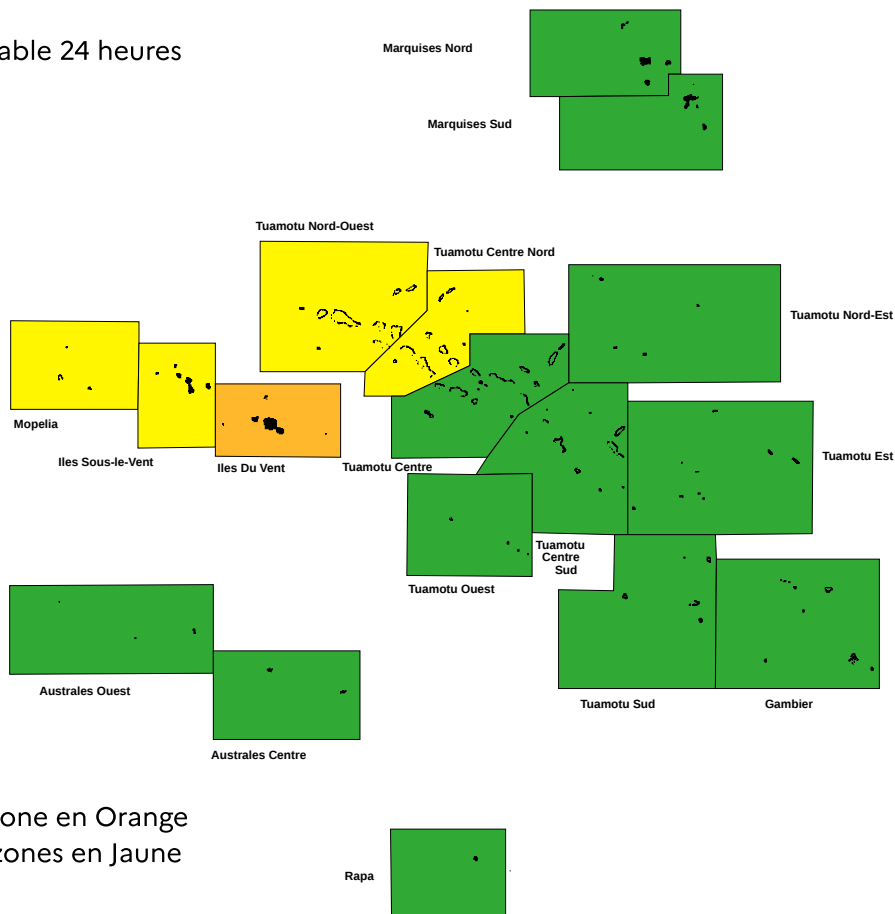 able 24 heures
Marquises Nord
Marquises Sud
Tuamotu Nord-Ouest
Tuamotu Centre Nord
Tuamotu Nord-Est
Mopelia
Iles Sous-le-Vent
Iles Du Vent
Tuamotu Centre
Tuamotu Est
Tuamotu
Centre
Sud
Tuamotu Ouest
Australes Ouest
Tuamotu Sud
Gambier
Australes Centre
one en Orange
zones en Jaune
Rapa